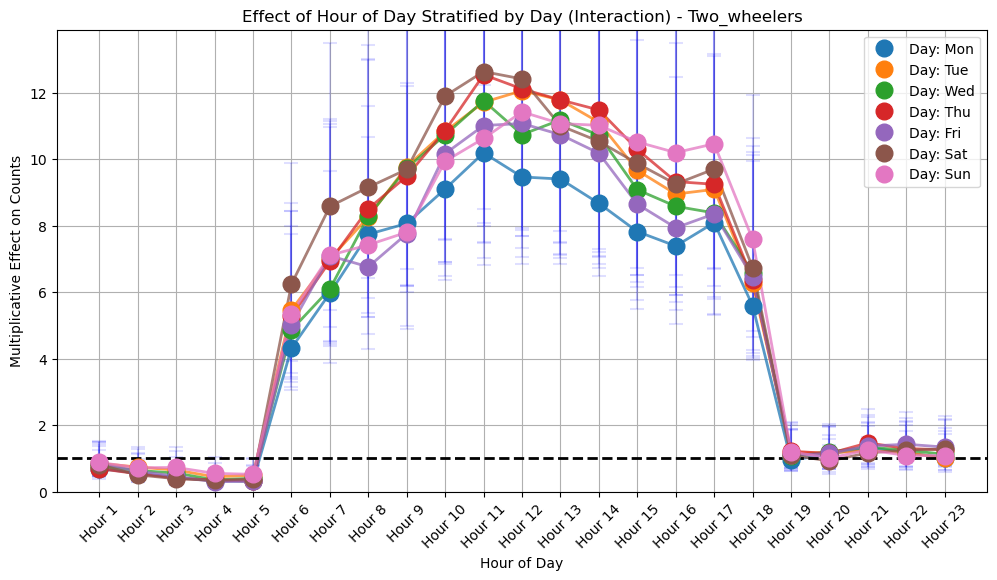 Effect of Hour of Day Stratified by Day (Interaction) - Two_wheelers
Multiplicative Effect on Counts
12
10
8
6
4
2
0
Day: Mon
Day: Tue
Day: Wed
Day: Thu
Day: Fri
Day: Sat
Day: Sun
Hour 1
Hour 2
Hour 3
Hour 4
Hour 5
Hour 6
Hour 7
Hour 8
Hour 9
Hour 10
Hour 11
Hour 12
Hour 13
Hour 14
Hour 15
Hour 16
Hour 17
Hour 18
Hour 19
Hour 20
Hour 21
Hour 22
Hour 23
Hour of Day